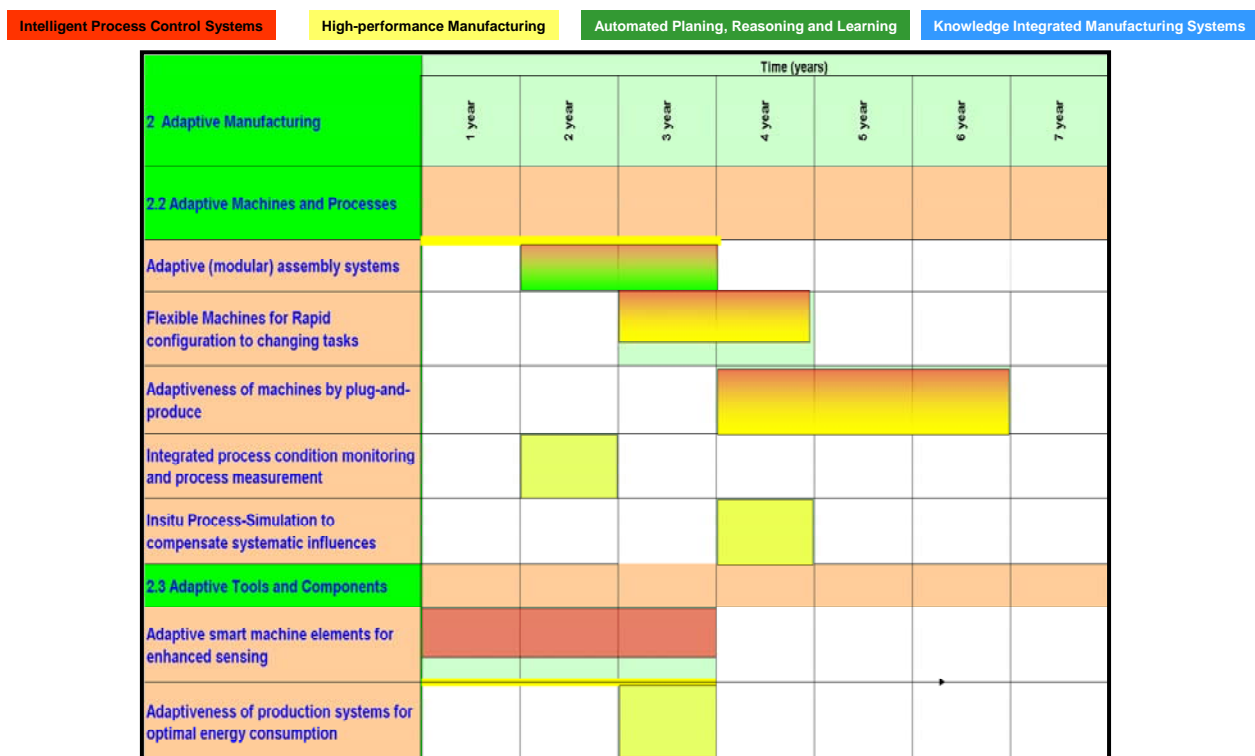 Intelligent Process Control Systems
High-performance Manufacturing
Automated Planing, Reasoning and Learning
Knowledge Integrated Manufacturing Systems
Time (years)
2 Adaptive Manufacturing
1 year
2 year
3 year
4 year
5 year
6 year
7 year
2.2 Adaptive Machines and Processes
Adaptive (modular) assembly systems
Flexible Machines for Rapid
configuration to changing tasks
Adaptiveness of machines by plug-and-
produce
Integrated process condition monitoring
and process measurement
Insitu Process-Simulation to
compensate systematic influences
2.3 Adaptive Tools and Components
Adaptive smart machine elements for
enhanced sensing
Adaptiveness of production systems for
optimal energy consumption